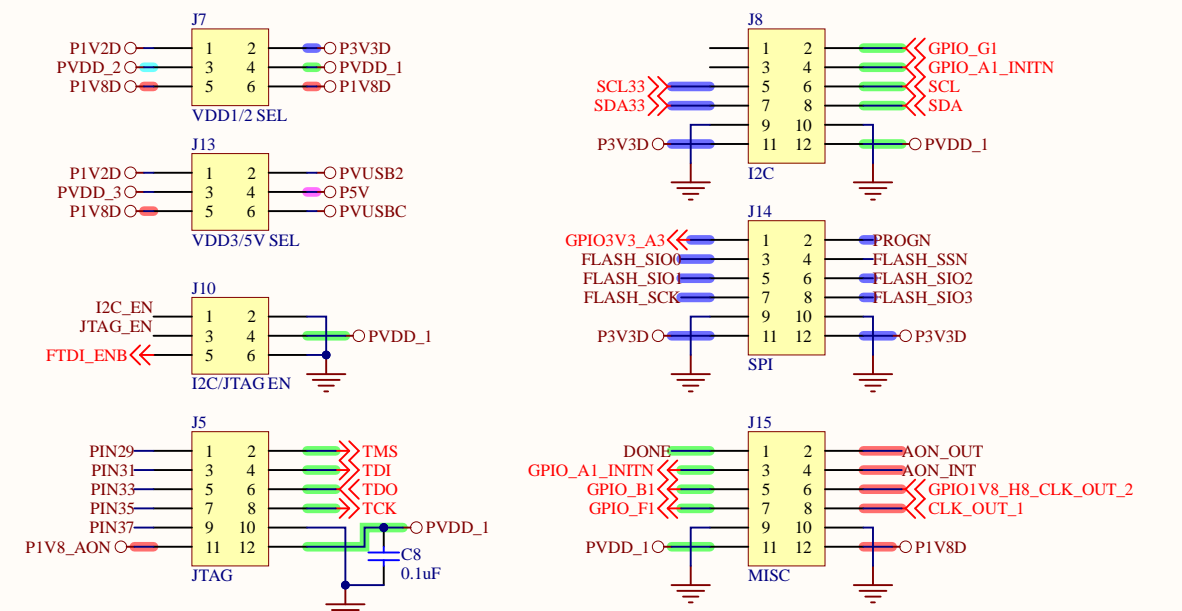 J7
P1V2D 1 2 P3V3D
PVDD_2 3 4 PVDD_1
P1V8D 5 6 P1V8D
VDD1/2 SEL
J13
P1V2D 1 2 PVUSB2
PVDD_3 3 4 P5V
P1V8D 5 6 PVUSBC
VDD3/5V SEL
J10
I2C_EN 1 2
JTAG_EN 3 4 PVDD_1
FTDI_ENB 5 6
I2C/JTAG EN
J5
PIN29 1 2 TMS
PIN31 3 4 TDI
PIN33 5 6 TDO
PIN35 7 8 TCK
PIN37 9 10 PVDD_1
P1V8_AON 11 12
C8
0.1uF
JTAG
J8
1 2 GPIO_G1
3 4 GPIO_A1_INITN
SCL33 5 6 SCL
SDA33 7 8 SDA
9 10
P3V3D 11 12 PVDD_1
I2C
J14
GPIO3V3_A3 1 2 PROGN
FLASH_SIO0 3 4 FLASH_SSN
FLASH_SIO1 5 6 FLASH_SIO2
FLASH_SCK 7 8 FLASH_SIO3
9 10
P3V3D 11 12 P3V3D
SPI
J15
DONE 1 2 AON_OUT
GPIO_A1_INITN 3 4 AON_INT
GPIO_B1 5 6 GPIO1V8_H8_CLK_OUT_2
GPIO_F1 7 8 CLK_OUT_1
9 10
PVDD_1 11 12 P1V8D
MISC